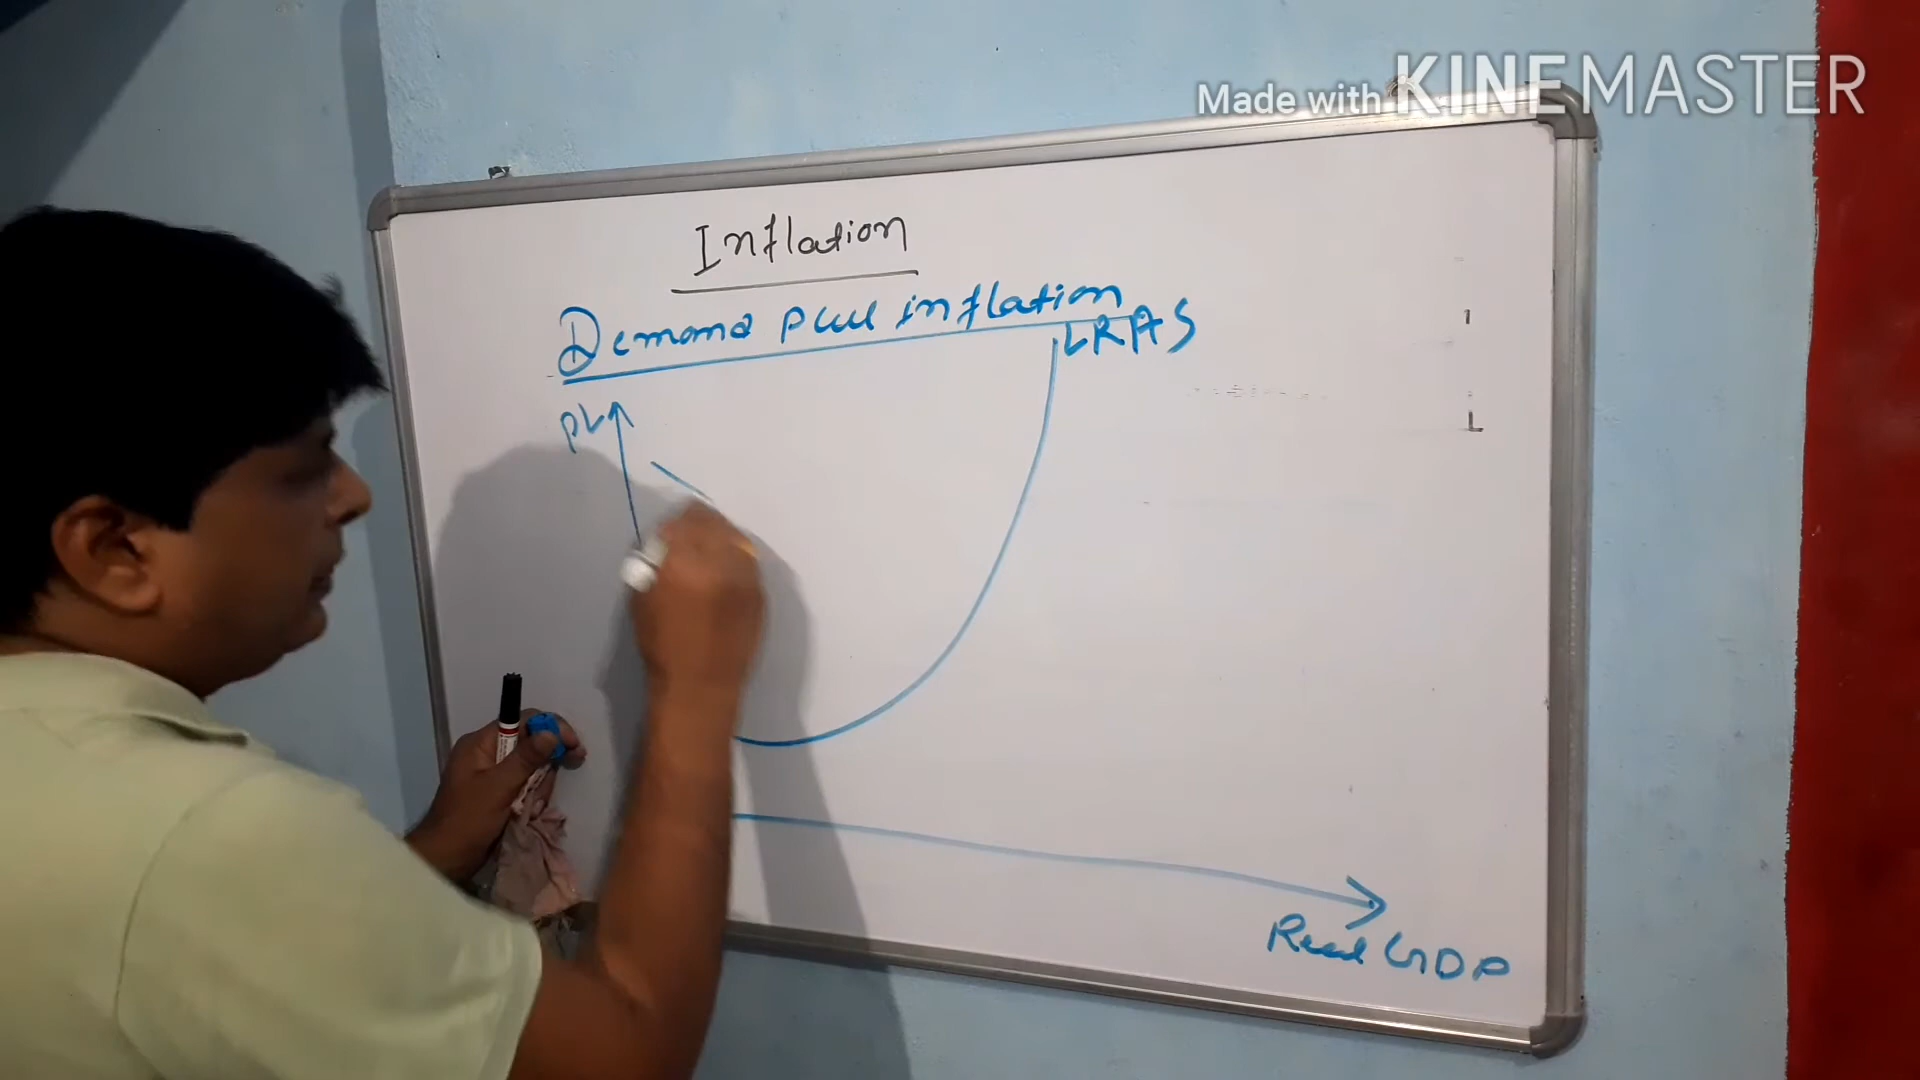 Made with KINEMASTER
Inflation
Demand pull inflation
LRAS
PL
Real GDP